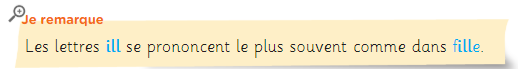 Je remarque
Les lettres ill se prononcent le plus souvent comme dans fille.